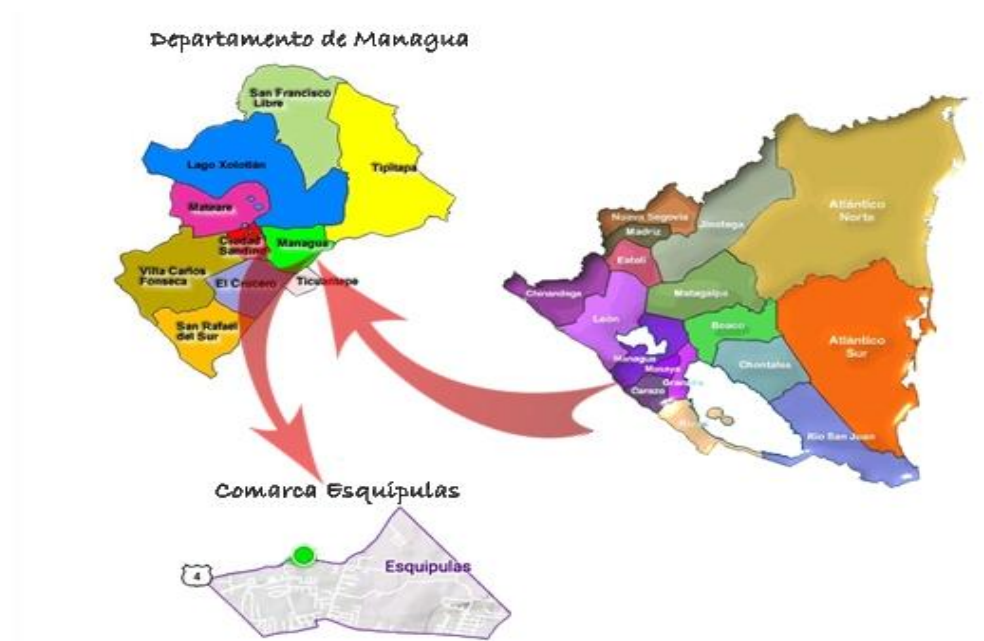 Departamento de Managua
San Francisco
Libre
Lago Xolotlán
Tipitapa
Mateare
Ciudad
Sandino
Managua
Villa Carlos
Fonseca
El Crucero
Ticuantepe
San Rafael
del Sur
Nueva Segovia
Madriz
Jinotega
Atlántico
Norte
Estelí
Chinandega
León
Matagalpa
Boaco
Managua
Masaya
Granada
Carazo
Chontales
Atlántico
Sur
Río San Juan
Comarca Esquipulas
4
Esquipulas